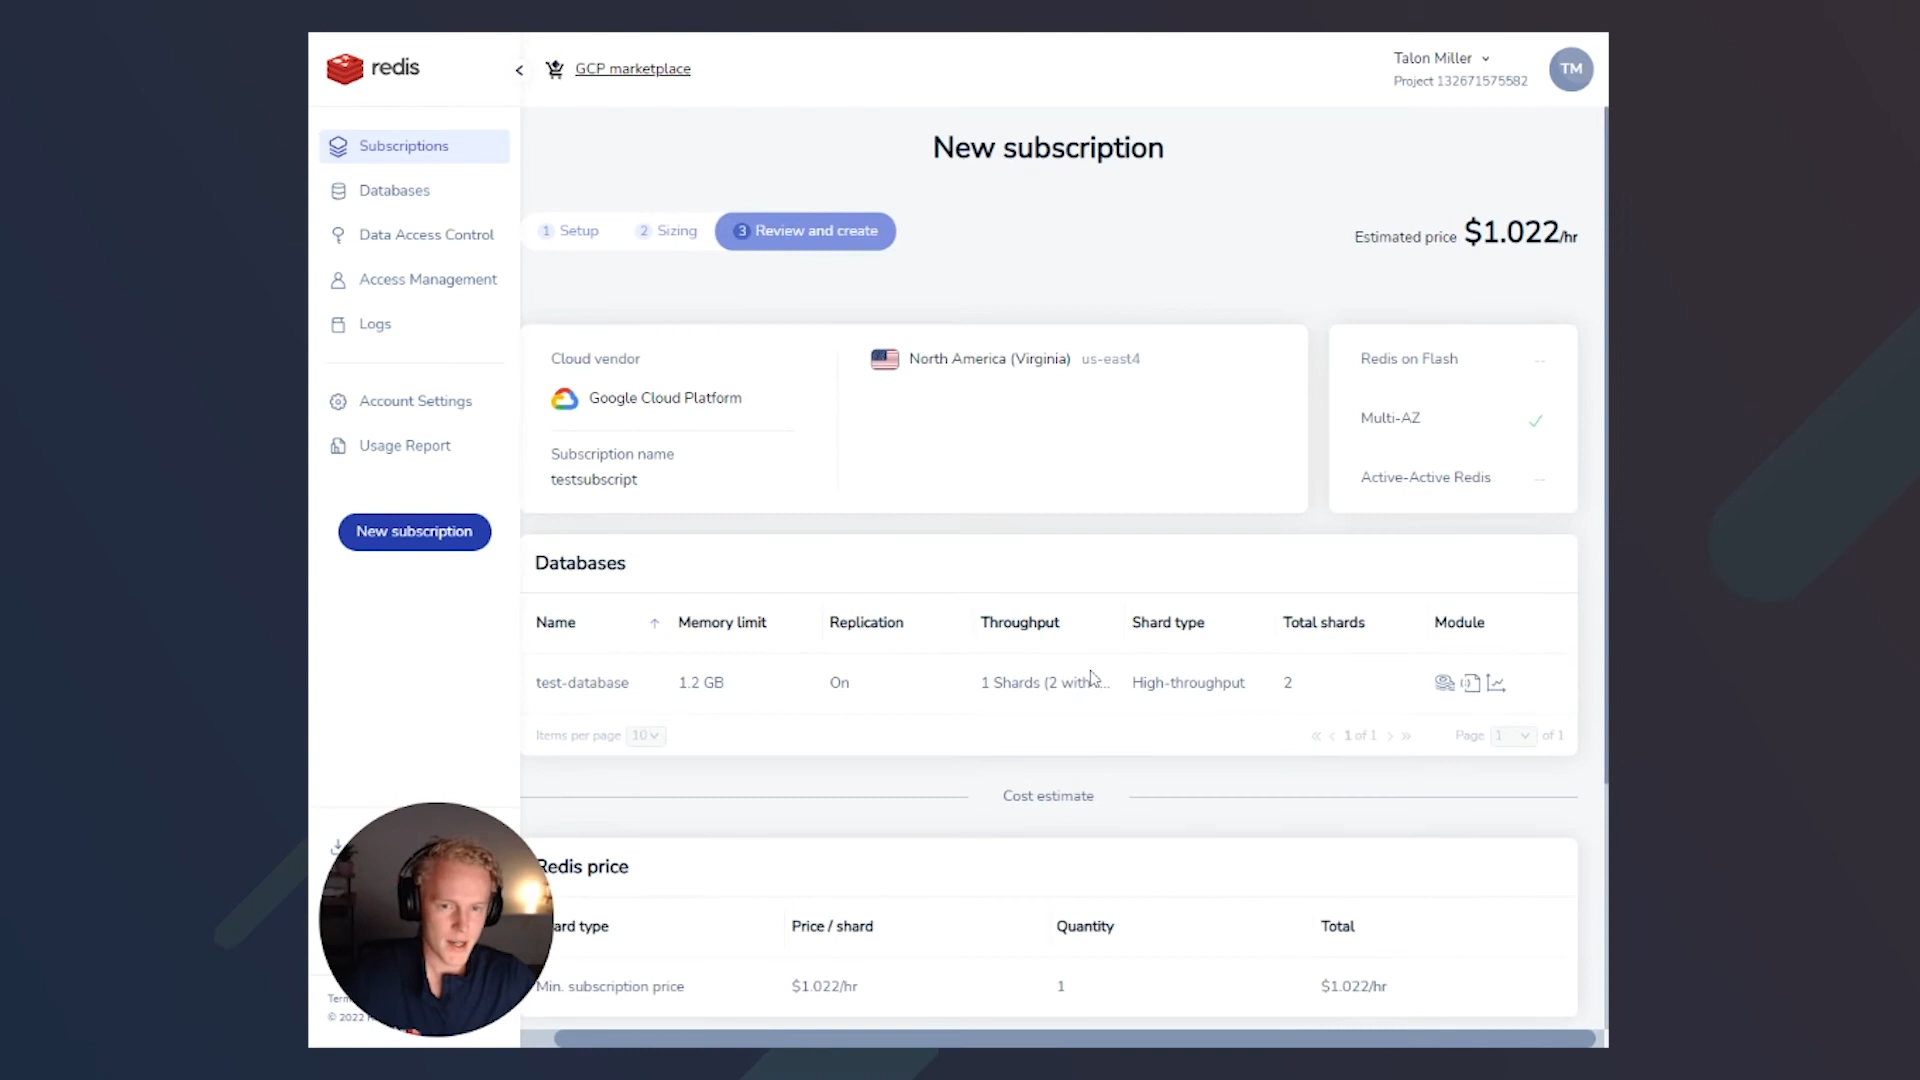 redis
GCP marketplace
Talon Miller
Project 132671575582
TM
Subscriptions
Databases
Data Access Control
Access Management
Logs
Account Settings
Usage Report
New subscription
New subscription
1 Setup
2 Sizing
3 Review and create
Estimated price $1.022/hr
Cloud vendor
Google Cloud Platform
Subscription name
testsubscript
North America (Virginia) us-east4
Redis on Flash --
Multi-AZ
Active-Active Redis --
Databases
Name Memory limit Replication Throughput Shard type Total shards Module
test-database 1.2 GB On 1 Shards (2 with ... High-throughput 2
Items per page 10
1 of 1
Page 1 of 1
Cost estimate
Redis price
ard type Price / shard Quantity Total
Min. subscription price $1.022/hr 1 $1.022/hr
© 2022